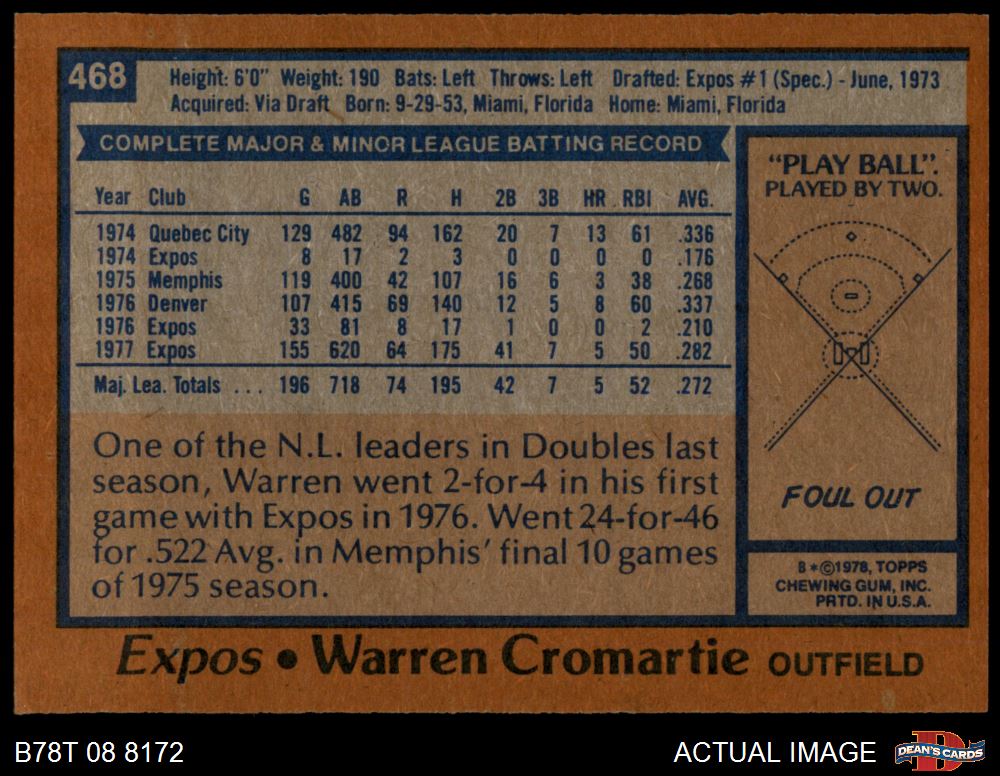 468
Height: 6'0" Weight: 190 Bats: Left Throws: Left Drafted: Expos #1 (Spec.) - June, 1973
Acquired: Via Draft Born: 9-29-53, Miami, Florida Home: Miami, Florida
COMPLETE MAJOR & MINOR LEAGUE BATTING RECORD
Year Club G AB R H 2B 3B HR RBI AVG.
1974 Quebec City 129 482 94 162 20 7 13 61 .336
1974 Expos 8 17 2 3 0 0 0 0 .176
1975 Memphis 119 400 42 107 16 6 3 38 .268
1976 Denver 107 415 69 140 12 5 8 60 .337
1976 Expos 33 81 8 17 1 0 0 2 .210
1977 Expos 155 620 64 175 41 7 5 50 .282
Maj. Lea. Totals ... 196 718 74 195 42 7 5 52 .272
One of the N.L. leaders in Doubles last
season, Warren went 2-for-4 in his first
game with Expos in 1976. Went 24-for-46
for .522 Avg. in Memphis' final 10 games
of 1975 season.
"PLAY BALL".
PLAYED BY TWO.
FOUL OUT
B*©1978, TOPPS
CHEWING GUM, INC.
PRTD. IN U.S.A.
Expos • Warren Cromartie OUTFIELD
B78T 08 8172
ACTUAL IMAGE
DEAN'S CARDS